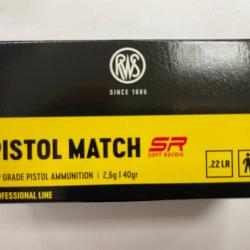 RWS
SINCE 1886
PISTOL MATCH SR
SOFT RECOIL
GRADE PISTOL AMMUNITION | 2,6g | 40gr
.22 LR
PROFESSIONAL LINE